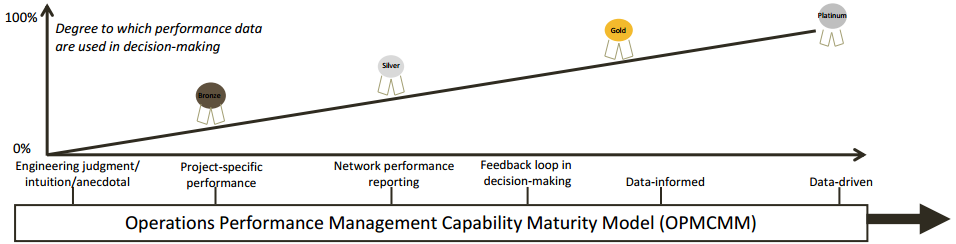 100%
Degree to which performance data
are used in decision-making
Platinum
Gold
Silver
Bronze
0%
Engineering judgment/
intuition/anecdotal
Project-specific
performance
Network performance
reporting
Feedback loop in
decision-making
Data-informed
Data-driven
Operations Performance Management Capability Maturity Model (OPMCMM)